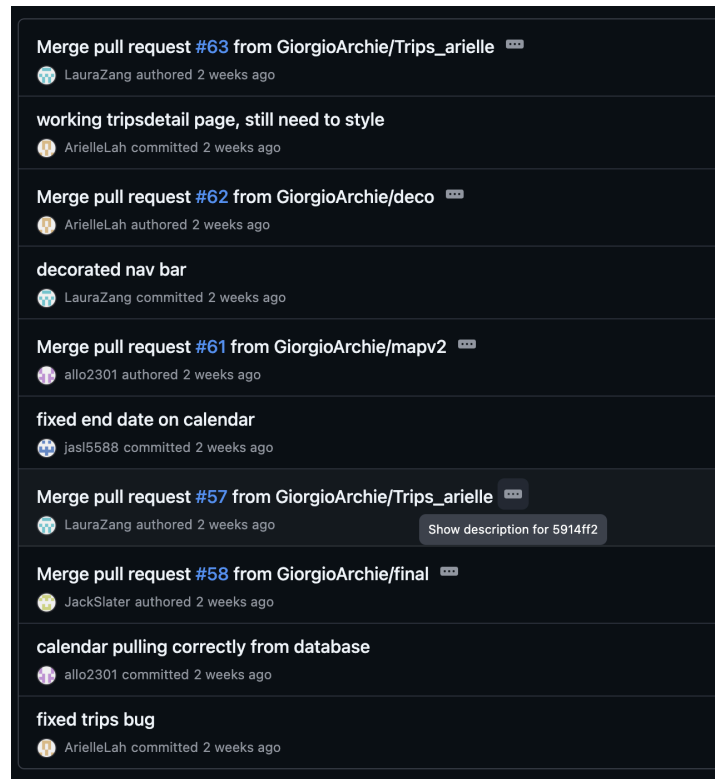 Merge pull request #63 from GiorgioArchie/Trips_arielle
LauraZang authored 2 weeks ago
working tripsdetail page, still need to style
ArielleLah committed 2 weeks ago
Merge pull request #62 from GiorgioArchie/deco
ArielleLah authored 2 weeks ago
decorated nav bar
LauraZang committed 2 weeks ago
Merge pull request #61 from GiorgioArchie/mapv2
allo2301 authored 2 weeks ago
fixed end date on calendar
jasl5588 committed 2 weeks ago
Merge pull request #57 from GiorgioArchie/Trips_arielle
LauraZang authored 2 weeks ago
Show description for 5914ff2
Merge pull request #58 from GiorgioArchie/final
JackSlater authored 2 weeks ago
calendar pulling correctly from database
allo2301 committed 2 weeks ago
fixed trips bug
ArielleLah committed 2 weeks ago